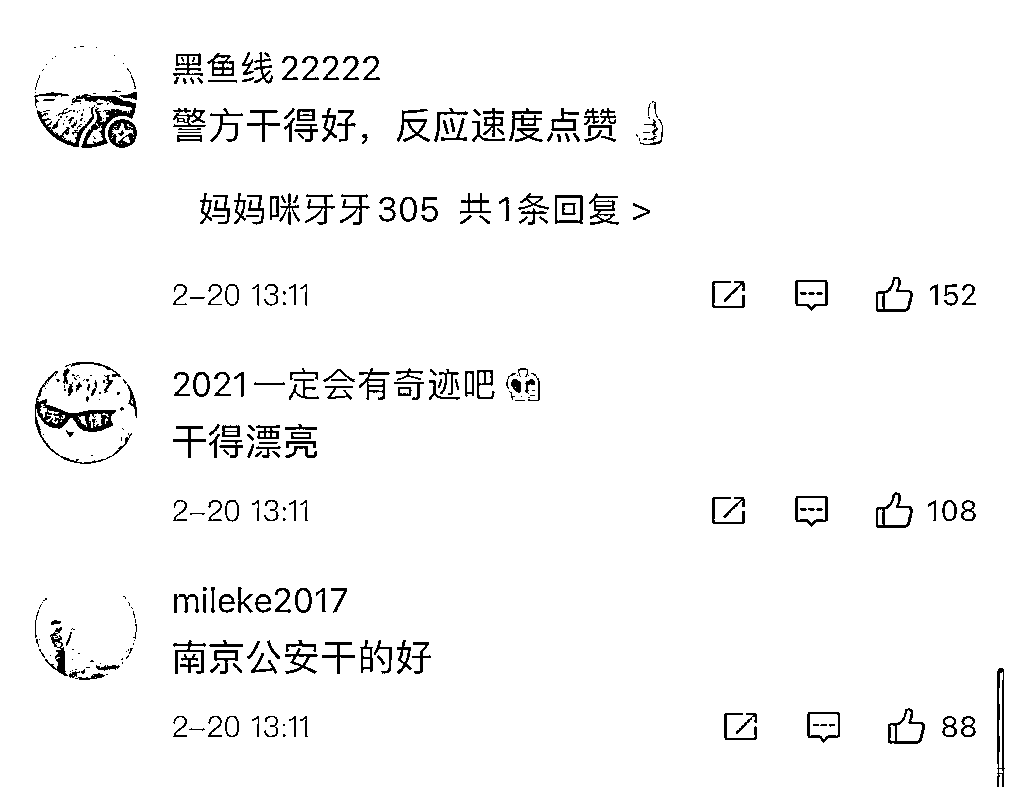 黑鱼线22222
警方干得好，反应速度点赞👍
妈妈咪牙牙305 共1条回复 >
2-20 13:11 152
2021一定会有奇迹吧
干得漂亮
2-20 13:11 108
mileke2017
南京公安干的好
2-20 13:11 88